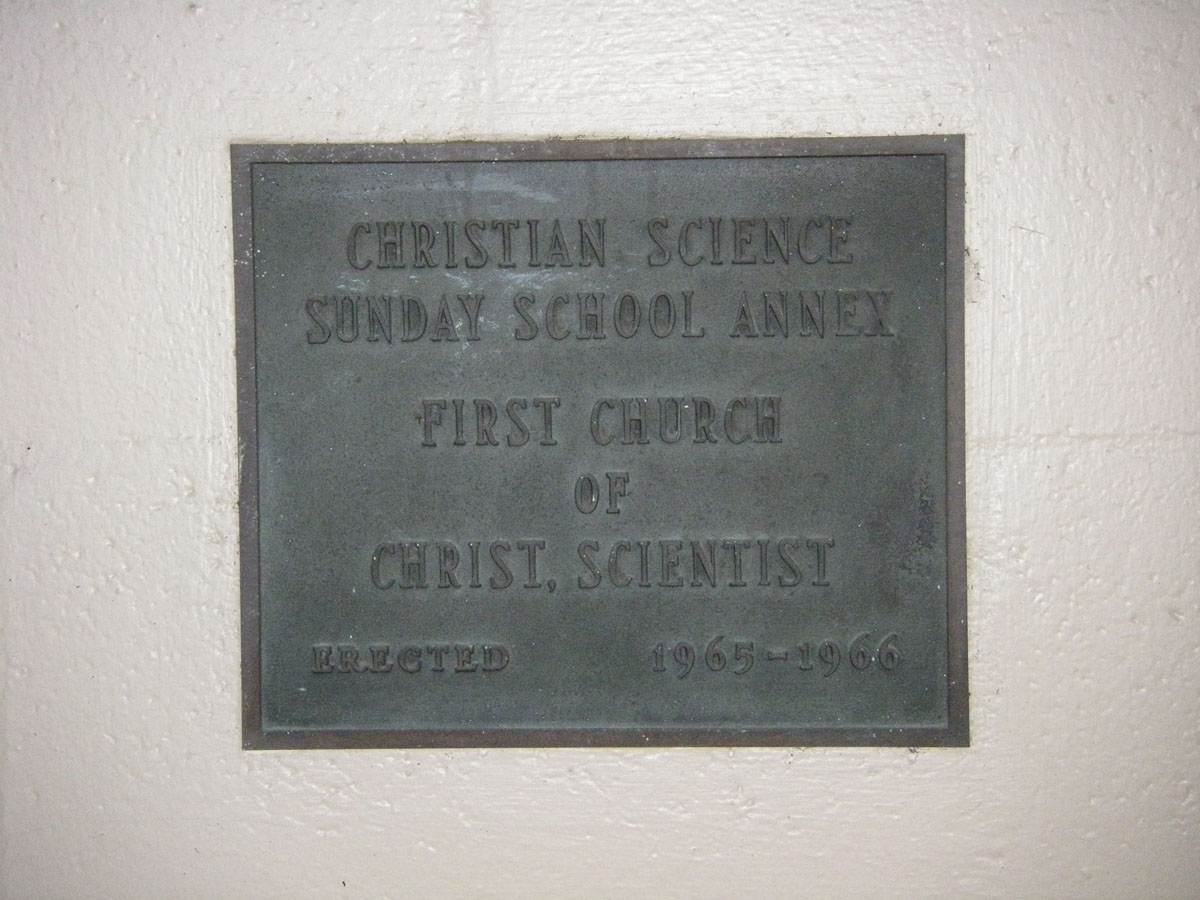 CHRISTIAN SCIENCE
SUNDAY SCHOOL ANNEX
FIRST CHURCH
OF
CHRIST, SCIENTIST
ERECTED 1965-1966